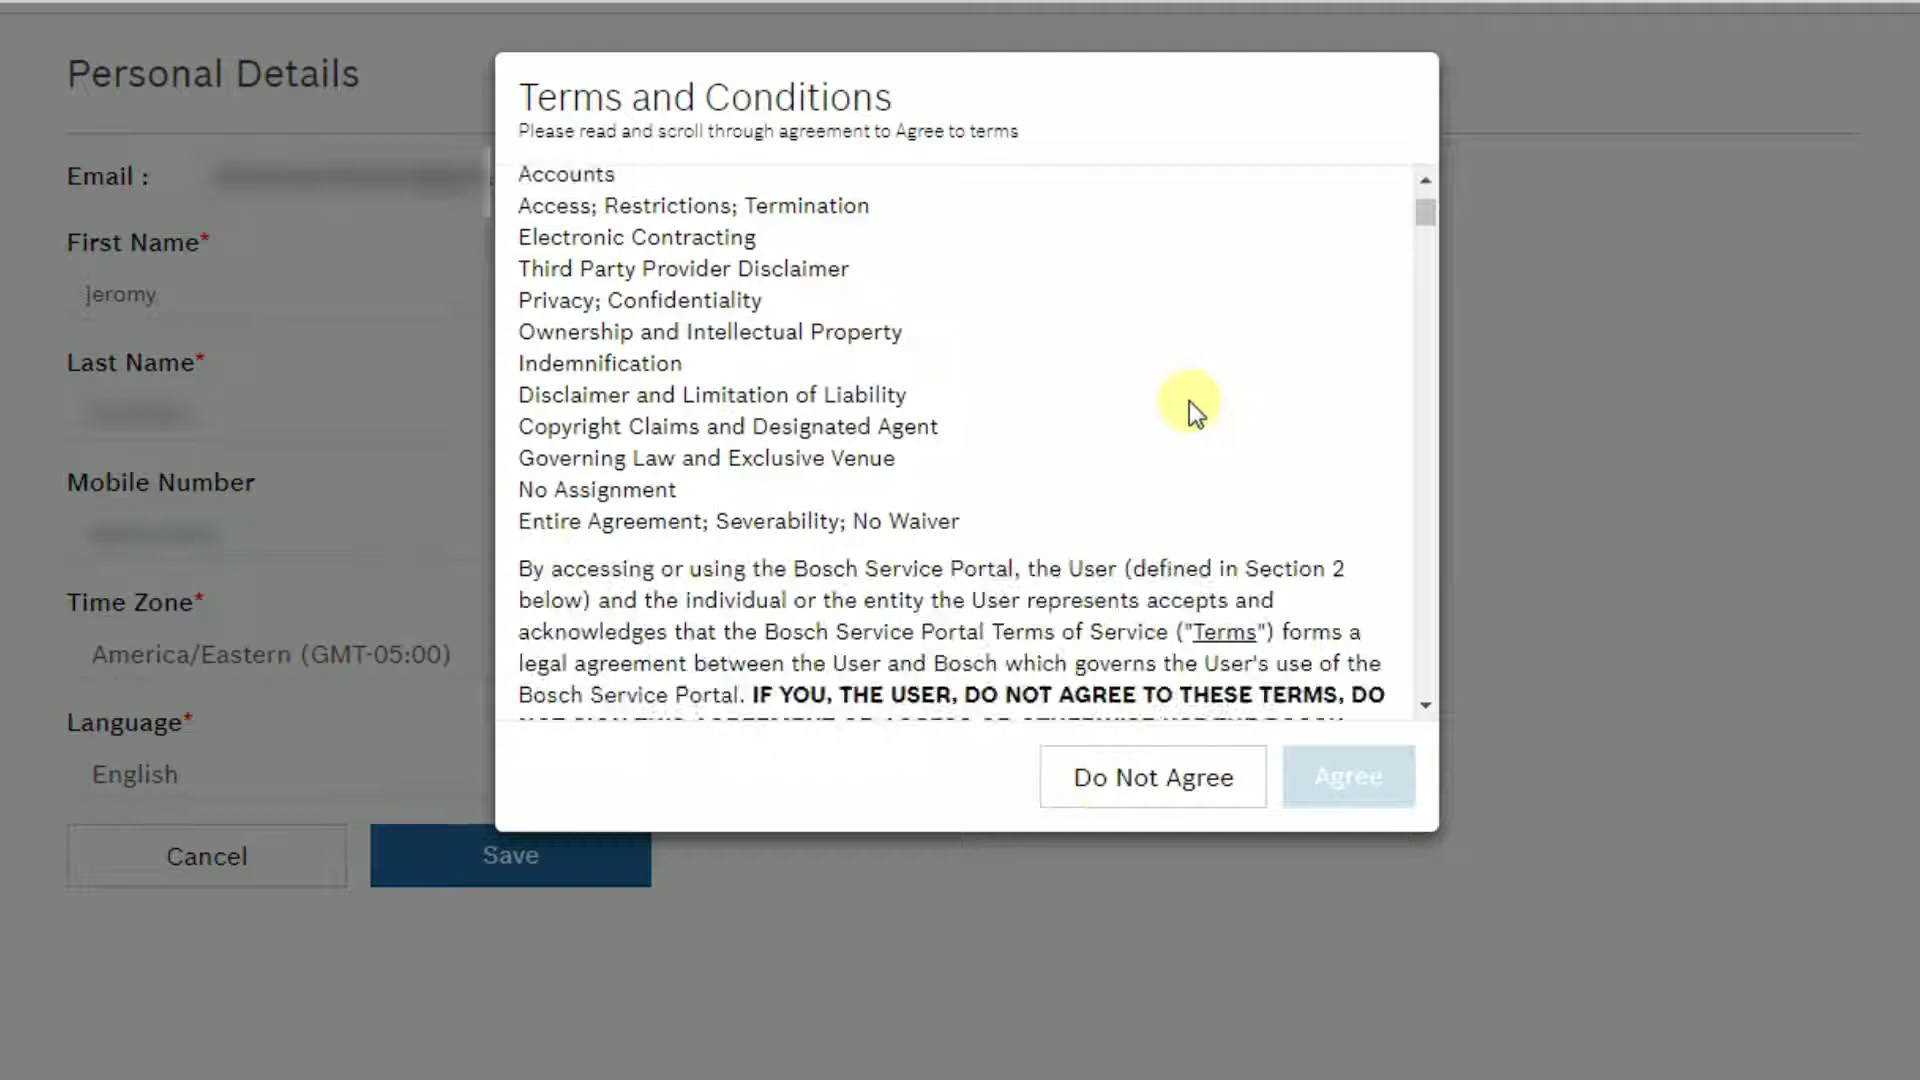 Personal Details
Email :
First Name*
jeromy
Last Name*
Mobile Number
Time Zone*
America/Eastern (GMT-05:00)
Language*
English
Cancel
Save
Terms and Conditions
Please read and scroll through agreement to Agree to terms
Accounts
Access; Restrictions; Termination
Electronic Contracting
Third Party Provider Disclaimer
Privacy; Confidentiality
Ownership and Intellectual Property
Indemnification
Disclaimer and Limitation of Liability
Copyright Claims and Designated Agent
Governing Law and Exclusive Venue
No Assignment
Entire Agreement; Severability; No Waiver
By accessing or using the Bosch Service Portal, the User (defined in Section 2
below) and the individual or the entity the User represents accepts and
acknowledges that the Bosch Service Portal Terms of Service ("Terms") forms a
legal agreement between the User and Bosch which governs the User's use of the
Bosch Service Portal. IF YOU, THE USER, DO NOT AGREE TO THESE TERMS, DO
Do Not Agree
Agree